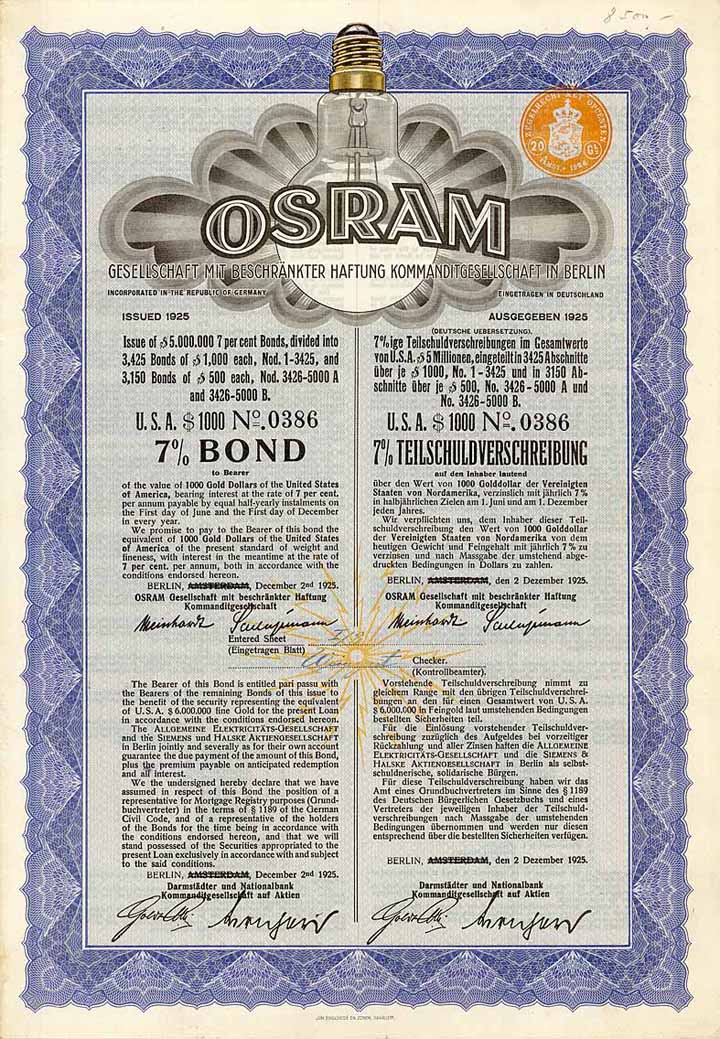 8500 –
ZEGELRECHT MET OPCENTEN
20 Gs
OSRAM
GESELLSCHAFT MIT BESCHRÄNKTER HAFTUNG KOMMANDITGESELLSCHAFT IN BERLIN
INCORPORATED IN THE REPUBLIC OF GERMANY
EINGETRAGEN IN DEUTSCHLAND
ISSUED 1925
Issue of $ 5.000.000 7 per cent Bonds, divided into
3,425 Bonds of $ 1,000 each, Nod. 1-3425, and
3,150 Bonds of $ 500 each, Nod. 3426-5000 A
and 3426-5000 B.
U.S.A. $ 1000 No. 0386
7% BOND
to Bearer
of the value of 1000 Gold Dollars of the United States
of America, bearing interest at the rate of 7 per cent.
per annum payable by equal half-yearly instalments on
the First day of June and the First day of December
in every year.
We promise to pay to the Bearer of this bond the
equivalent of 1000 Gold Dollars of the United States
of America of the present standard of weight and
fineness, with interest in the meantime at the rate of
7 per cent. per annum, both in accordance with the
conditions endorsed hereon.
BERLIN, AMSTERDAM, December 2nd 1925.
OSRAM Gesellschaft mit beschränkter Haftung
Kommanditgesellschaft
Meinhardt
AUSGEGEBEN 1925
(DEUTSCHE UEBERSETZUNG).
7%ige Teilschuldverschreibungen im Gesamtwerte
von U.S.A. $ 5 Millionen, eingeteilt in 3425 Abschnitte
über je $ 1000, No. 1-3425 und in 3150 Ab-
schnitte über je $ 500, No. 3426-5000 A und
No. 3426-5000 B.
U.S.A. $ 1000 No. 0386
7% TEILSCHULDVERSCHREIBUNG
auf den Inhaber lautend
über den Wert von 1000 Golddollar der Vereinigten
Staaten von Nordamerika, verzinslich mit jährlich 7%
in halbjährlichen Zielen am 1. Juni und am 1. Dezember
jeden Jahres.
Wir verpflichten uns, dem Inhaber dieser Teil-
schuldverschreibung den Wert von 1000 Golddollar
der Vereinigten Staaten von Nordamerika von dem
heutigen Gewicht und Feingehalt mit jährlich 7% zu
verzinsen und nach Massgabe der umstehend abge-
druckten Bedingungen in Dollars zu zahlen.
BERLIN, AMSTERDAM, den 2 Dezember 1925.
OSRAM Gesellschaft mit beschränkter Haftung
Kommanditgesellschaft
Meinhardt
Entered Sheet
(Eingetragen Blatt)
Checker.
(Kontrollbeamter).
The Bearer of this Bond is entitled pari passu with
the Bearers of the remaining Bonds of this issue to
the benefit of the security representing the equivalent
of U.S.A. $ 6.000.000 fine Gold for the present Loan
in accordance with the conditions endorsed hereon.
The ALLGEMEINE ELEKTRICITÄTS-GESELLSCHAFT
and the SIEMENS und HALSKE AKTIENGESELLSCHAFT
in Berlin jointly and severally as for their own account
guarantee the due payment of the amount of this Bond,
plus the premium payable on anticipated redemption
and all interest.
We the undersigned hereby declare that we have
assumed in respect of this Bond the position of a
representative for Mortgage Registry purposes (Grund-
buchvertreter) in the terms of § 1189 of the German
Civil Code, and of a representative of the holders
of the Bonds for the time being in accordance with
the conditions endorsed hereon, and that we will
stand possessed of the Securities appropriated to the
present Loan exclusively in accordance with and subject
to the said conditions.
BERLIN, AMSTERDAM, December 2nd 1925.
Darmstädter und Nationalbank
Kommanditgesellschaft auf Aktien
Vorstehende Teilschuldverschreibung nimmt zu
gleichem Range mit den übrigen Teilschuldverschrei-
bungen an den für einen Gesamtwert von U.S.A.
$ 6.000,000 in Feingold laut umstehenden Bedingungen
bestellten Sicherheiten teil.
Für die Einlösung vorstehender Teilschuldver-
schreibung zuzüglich des Aufgeldes bei vorzeitiger
Rückzahlung und aller Zinsen haften die ALLGEMEINE
ELEKTRICITÄTS-GESELLSCHAFT und die SIEMENS &
HALSKE AKTIENGESELLSCHAFT in Berlin als selbst-
schuldnerische, solidarische Bürgen.
Für diese Teilschuldverschreibung haben wir das
Amt eines Grundbuchvertreters im Sinne des § 1189
des Deutschen Bürgerlichen Gesetzbuchs und eines
Vertreters der jeweiligen Inhaber der Teilschuld-
verschreibungen nach Massgabe der umstehenden
Bedingungen übernommen und werden nur diesen
entsprechend über die bestellten Sicherheiten verfügen.
BERLIN, AMSTERDAM, den 2 Dezember 1925.
Darmstädter und Nationalbank
Kommanditgesellschaft auf Aktien
JOH. ENSCHEDÉ EN ZONEN, HAARLEM.